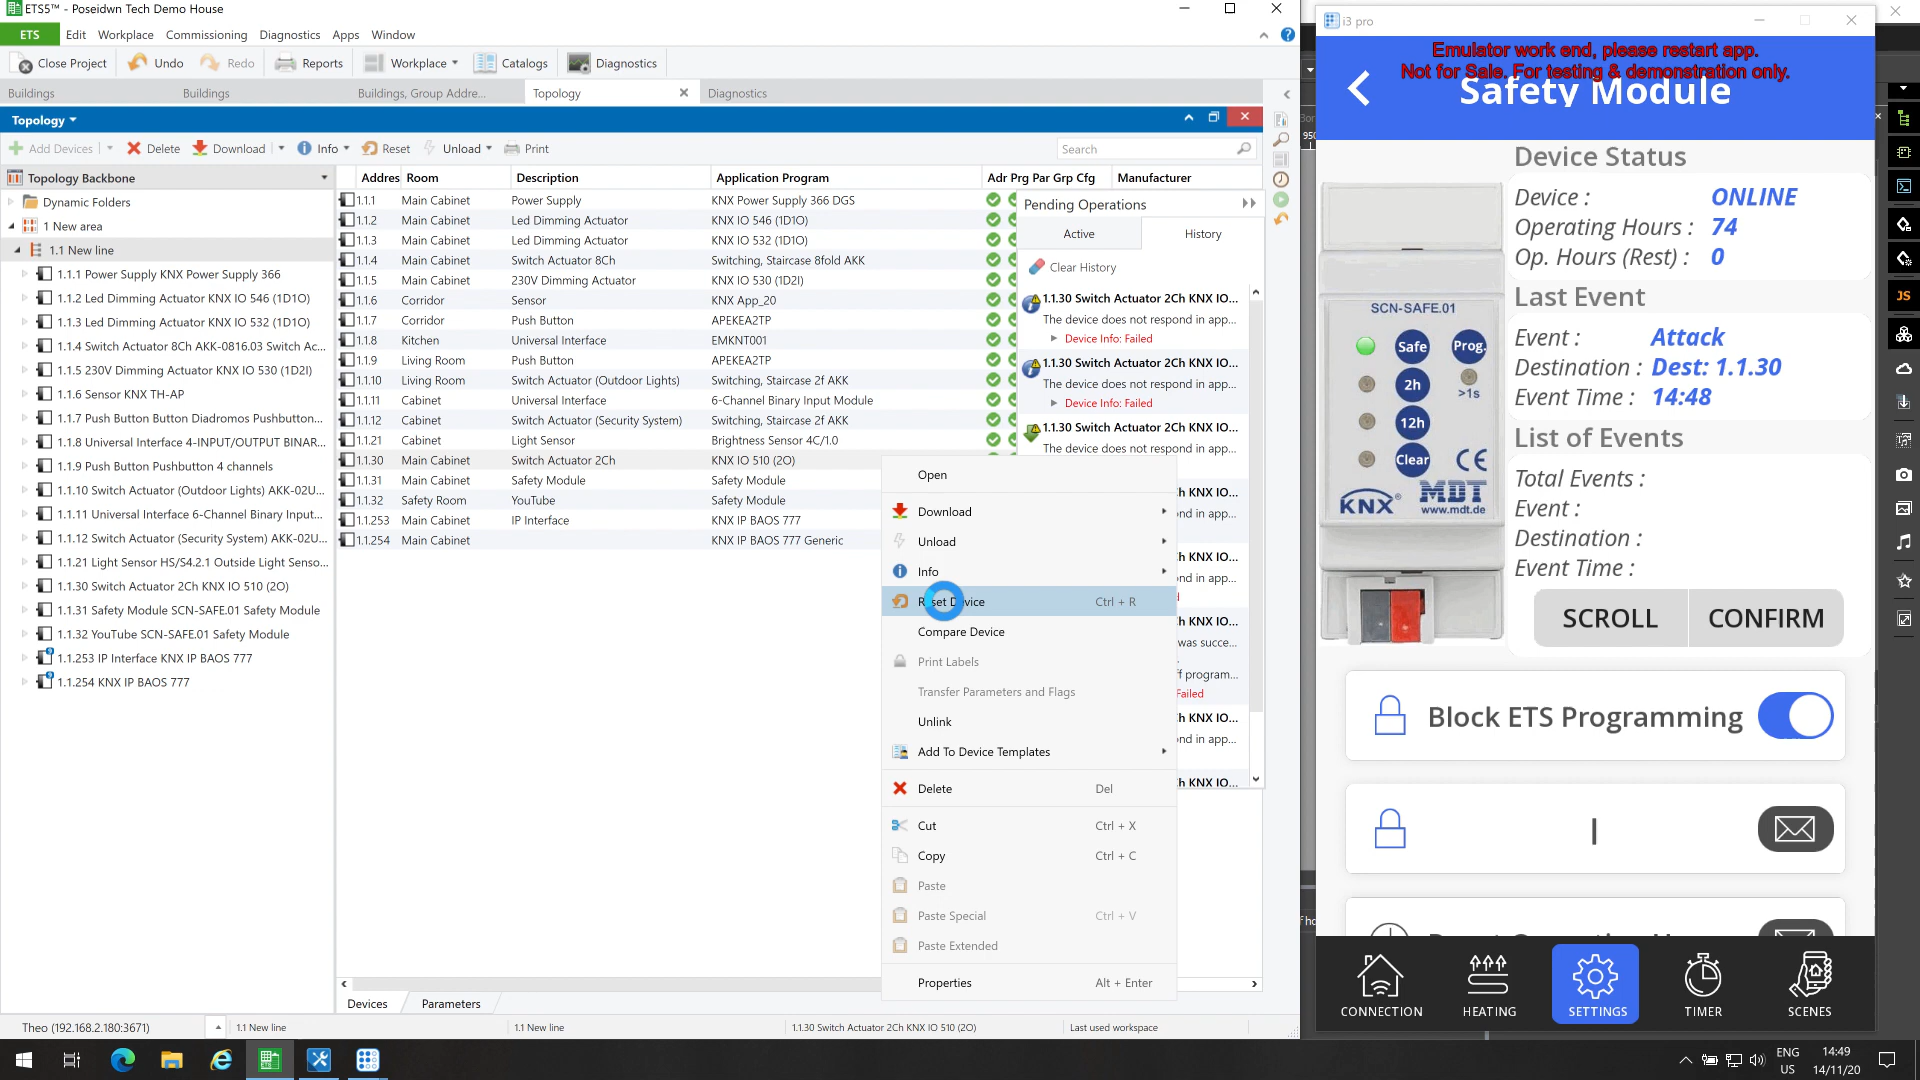 ETS5™ - Poseidwn Tech Demo House
ETS Edit Workplace Commissioning Diagnostics Apps Window
Close Project Undo Redo Reports Workplace Catalogs Diagnostics
Buildings Buildings Buildings, Group Addre... Topology Diagnostics
Topology
Add Devices Delete Download Info Reset Unload Print Search
Topology Backbone
Dynamic Folders
1 New area
1.1 New line
1.1.1 Power Supply KNX Power Supply 366
1.1.2 Led Dimming Actuator KNX IO 546 (1D1O)
1.1.3 Led Dimming Actuator KNX IO 532 (1D1O)
1.1.4 Switch Actuator 8Ch AKK-0816.03 Switch Ac...
1.1.5 230V Dimming Actuator KNX IO 530 (1D2I)
1.1.6 Sensor KNX TH-AP
1.1.7 Push Button Button Diadromos Pushbutton...
1.1.8 Universal Interface 4-INPUT/OUTPUT BINAR...
1.1.9 Push Button Pushbutton 4 channels
1.1.10 Switch Actuator (Outdoor Lights) AKK-02U...
1.1.11 Universal Interface 6-Channel Binary Input...
1.1.12 Switch Actuator (Security System) AKK-02U...
1.1.21 Light Sensor HS/S4.2.1 Outside Light Senso...
1.1.30 Switch Actuator 2Ch KNX IO 510 (2O)
1.1.31 Safety Module SCN-SAFE.01 Safety Module
1.1.32 YouTube SCN-SAFE.01 Safety Module
1.1.253 IP Interface KNX IP BAOS 777
1.1.254 KNX IP BAOS 777
Addres Room Description Application Program Adr Prg Par Grp Cfg Manufacturer
1.1.1 Main Cabinet Power Supply KNX Power Supply 366 DGS
1.1.2 Main Cabinet Led Dimming Actuator KNX IO 546 (1D1O)
1.1.3 Main Cabinet Led Dimming Actuator KNX IO 532 (1D1O)
1.1.4 Main Cabinet Switch Actuator 8Ch Switching, Staircase 8fold AKK
1.1.5 Main Cabinet 230V Dimming Actuator KNX IO 530 (1D2I)
1.1.6 Corridor Sensor KNX App_20
1.1.7 Corridor Push Button APEKEA2TP
1.1.8 Kitchen Universal Interface EMKNT001
1.1.9 Living Room Push Button APEKEA2TP
1.1.10 Living Room Switch Actuator (Outdoor Lights) Switching, Staircase 2f AKK
1.1.11 Cabinet Universal Interface 6-Channel Binary Input Module
1.1.12 Cabinet Switch Actuator (Security System) Switching, Staircase 2f AKK
1.1.21 Cabinet Light Sensor Brightness Sensor 4C/1.0
1.1.30 Main Cabinet Switch Actuator 2Ch KNX IO 510 (2O)
1.1.31 Main Cabinet Safety Module Safety Module
1.1.32 Safety Room YouTube Safety Module
1.1.253 Main Cabinet IP Interface KNX IP BAOS 777
1.1.254 Main Cabinet KNX IP BAOS 777 Generic
Pending Operations
Active History
Clear History
1.1.30 Switch Actuator 2Ch KNX IO...
The device does not respond in app...
Device Info: Failed
1.1.30 Switch Actuator 2Ch KNX IO...
The device does not respond in app...
Device Info: Failed
1.1.30 Switch Actuator 2Ch KNX IO...
The device does not respond in app...
h KNX IO...
nd in app...
h KNX IO...
nd in app...
h KNX IO...
was succe...
ff program...
Failed
h KNX IO...
nd in app...
h KNX IO...
Open
Download
Unload
Info
Reset Device Ctrl + R
Compare Device
Print Labels
Transfer Parameters and Flags
Unlink
Add To Device Templates
Delete Del
Cut Ctrl + X
Copy Ctrl + C
Paste
Paste Special Ctrl + V
Paste Extended
Properties Alt + Enter
Devices Parameters
Theo (192.168.2.180:3671) 1.1 New line 1.1 New line 1.1.30 Switch Actuator 2Ch KNX IO 510 (2O) Last used workspace
i3 pro
Emulator work end, please restart app.
Not for Sale. For testing & demonstration only.
Safety Module
Device Status
Device : ONLINE
Operating Hours : 74
Op. Hours (Rest) : 0
Last Event
Event : Attack
Destination : Dest: 1.1.30
Event Time : 14:48
List of Events
Total Events :
Event :
Destination :
Event Time :
SCROLL CONFIRM
SCN-SAFE.01
Safe Prog.
2h >1s
12h
Clear CE
KNX MDT
www.mdt.de
Block ETS Programming
CONNECTION HEATING SETTINGS TIMER SCENES
JS
950
ENG
US
14:49
14/11/20